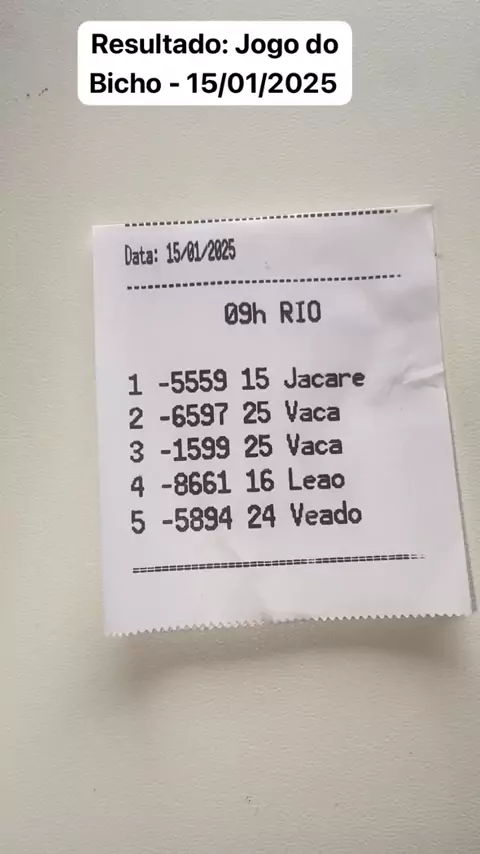 Resultado: Jogo do
Bicho - 15/01/2025
Data: 15/01/2025
09h RIO
1 -5559 15 Jacare
2 -6597 25 Vaca
3 -1599 25 Vaca
4 -8661 16 Leao
5 -5894 24 Veado